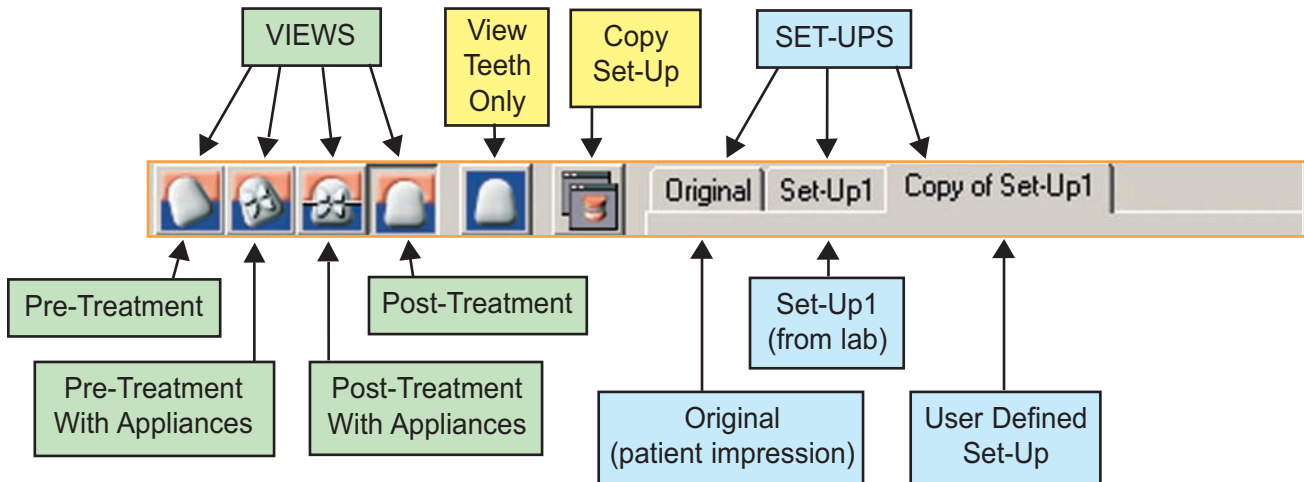 VIEWS
View
Teeth
Only
Copy
Set-Up
SET-UPS
Original
Set-Up1
Copy of Set-Up1
Pre-Treatment
Post-Treatment
Set-Up1
(from lab)
Pre-Treatment
With Appliances
Post-Treatment
With Appliances
Original
(patient impression)
User Defined
Set-Up